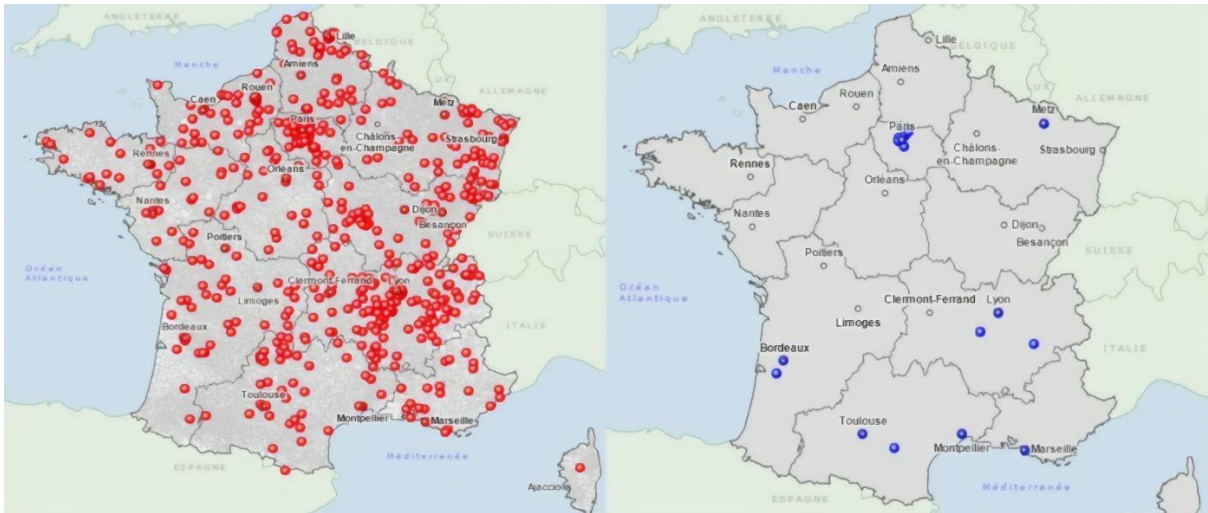 ANGLETERRE
Lille
BELGIQUE
Manche
Amiens
LUX
ALLEMAGNE
Rouen
Caen
Metz
Paris
Châlons-
en-Champagne
Strasbourg
Rennes
Orléans
Nantes
Dijon
Besançon
SUISSE
Poitiers
Océan
Atlantique
Clermont-Ferrand
Lyon
Limoges
ITALIE
Bordeaux
Toulouse
Montpellier
Marseille
Méditerranée
ESPAGNE
Ajaccio
ANGLETERRE
Lille
BELGIQUE
Manche
Amiens
LUX
ALLEMAGNE
Rouen
Caen
Metz
Paris
Châlons-
en-Champagne
Strasbourg
Rennes
Orléans
Nantes
Dijon
Besançon
SUISSE
Poitiers
Océan
Atlantique
Clermont-Ferrand
Lyon
Limoges
ITALIE
Bordeaux
Toulouse
Montpellier
Marseille
Méditerranée
ESPAGNE